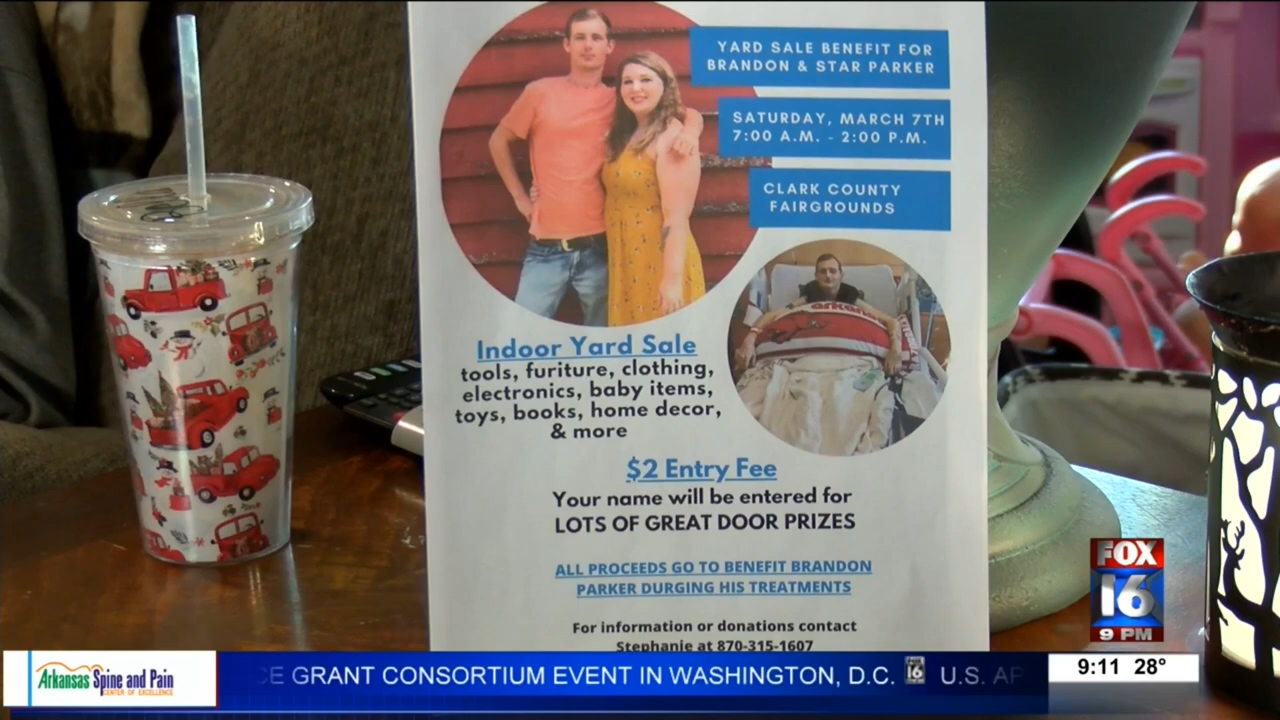 YARD SALE BENEFIT FOR
BRANDON & STAR PARKER
SATURDAY, MARCH 7TH
7:00 A.M. - 2:00 P.M.
CLARK COUNTY
FAIRGROUNDS
Indoor Yard Sale
tools, furiture, clothing,
electronics, baby items,
toys, books, home decor,
& more
$2 Entry Fee
Your name will be entered for
LOTS OF GREAT DOOR PRIZES
ALL PROCEEDS GO TO BENEFIT BRANDON
PARKER DURGING HIS TREATMENTS
For information or donations contact
Stephanie at 870-315-1607
FOX
16
9 PM
Arkansas Spine and Pain
CENTER OF EXCELLENCE
CE GRANT CONSORTIUM EVENT IN WASHINGTON, D.C. 16 U.S. AP
9:11 28°